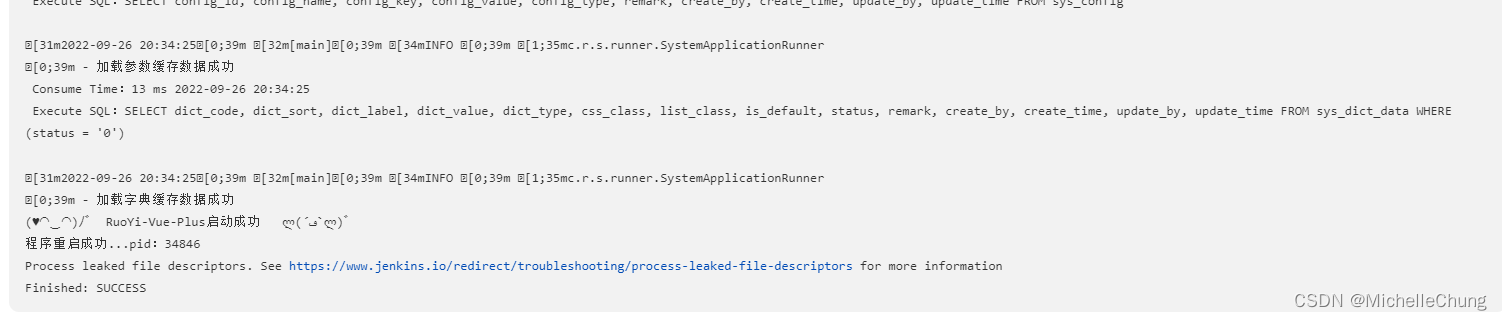 Execute SQL: SELECT config_id, config_name, config_key, config_value, config_type, remark, create_by, create_time, update_by, update_time FROM sys_config
[31m2022-09-26 20:34:25[0;39m [32m[main][0;39m [34mINFO [0;39m [1;35mc.r.s.runner.SystemApplicationRunner
[0;39m - 加载参数缓存数据成功
Consume Time: 13 ms 2022-09-26 20:34:25
Execute SQL: SELECT dict_code, dict_sort, dict_label, dict_value, dict_type, css_class, list_class, is_default, status, remark, create_by, create_time, update_by, update_time FROM sys_dict_data WHERE
(status = '0')
[31m2022-09-26 20:34:25[0;39m [32m[main][0;39m [34mINFO [0;39m [1;35mc.r.s.runner.SystemApplicationRunner
[0;39m - 加载字典缓存数据成功
(♥◠‿◠)ﾉﾞ RuoYi-Vue-Plus启动成功 ლ(´ڡ`ლ)ﾞ
程序重启成功...pid: 34846
Process leaked file descriptors. See https://www.jenkins.io/redirect/troubleshooting/process-leaked-file-descriptors for more information
Finished: SUCCESS
CSDN @MichelleChung